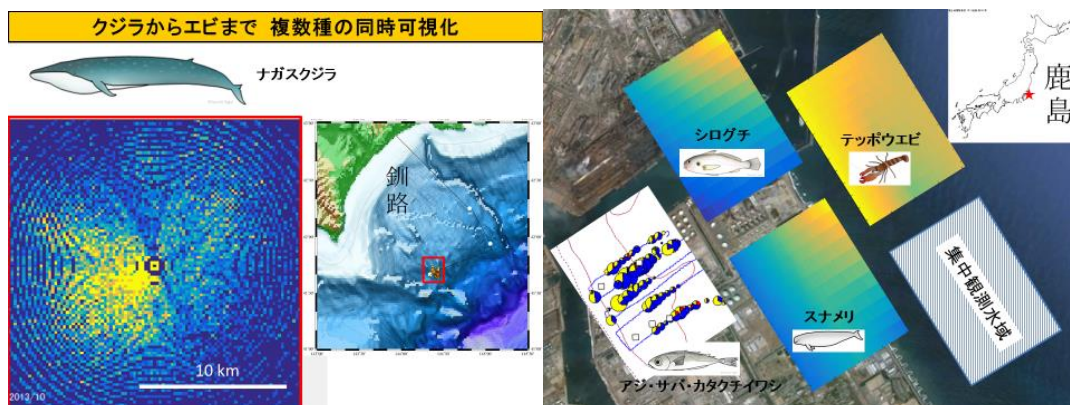 クジラからエビまで 複数種の同時可視化
ナガスクジラ
釧路
10 km
2013/10
シログチ
テッポウエビ
スナメリ
アジ・サバ・カタクチイワシ
集中観測水域
鹿島